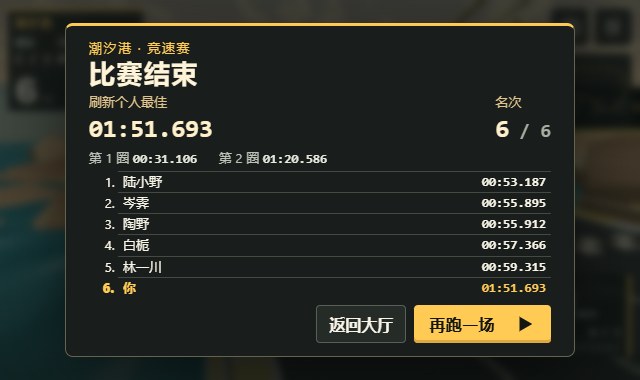 潮汐港 · 竞速赛
比赛结束
刷新个人最佳
名次
01:51.693
6 / 6
第 1 圈 00:31.106 第 2 圈 01:20.586
1. 陆小野 00:53.187
2. 岑霁 00:55.895
3. 陶野 00:55.912
4. 白栀 00:57.366
5. 林一川 00:59.315
6. 你 01:51.693
返回大厅
再跑一场 ▶